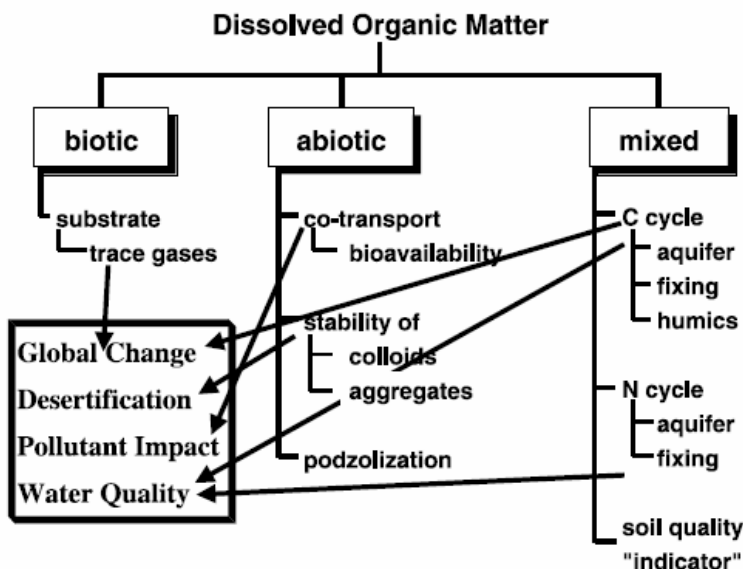 Dissolved Organic Matter
biotic
abiotic
mixed
substrate
trace gases
co-transport
bioavailability
stability of
colloids
aggregates
podzolization
C cycle
aquifer
fixing
humics
N cycle
aquifer
fixing
soil quality
"indicator"
Global Change
Desertification
Pollutant Impact
Water Quality